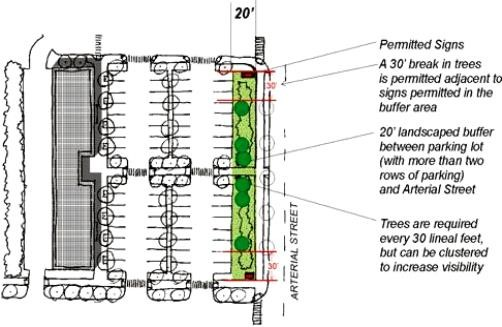 20'
Permitted Signs
A 30' break in trees
is permitted adjacent to
signs permitted in the
buffer area
30'
20' landscaped buffer
between parking lot
(with more than two
rows of parking)
and Arterial Street
Trees are required
every 30 lineal feet,
but can be clustered
to increase visibility
30'
ARTERIAL STREET